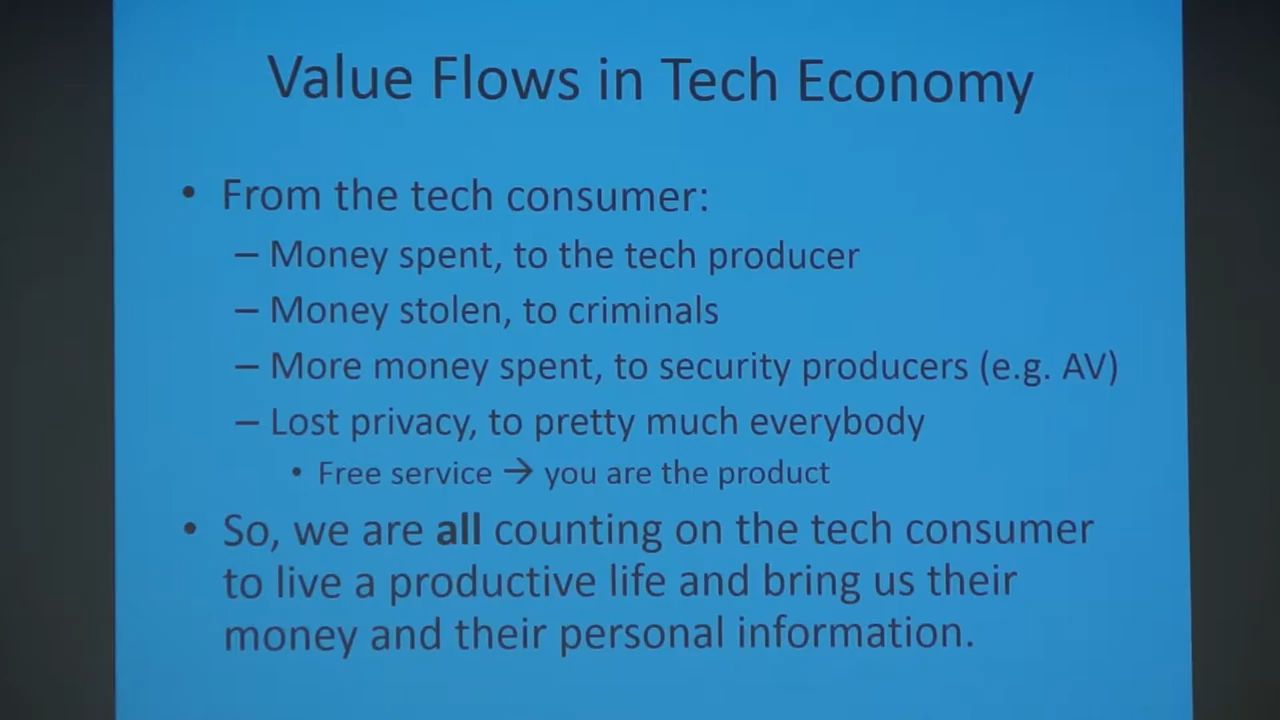 Value Flows in Tech Economy
• From the tech consumer:
– Money spent, to the tech producer
– Money stolen, to criminals
– More money spent, to security producers (e.g. AV)
– Lost privacy, to pretty much everybody
• Free service → you are the product
• So, we are all counting on the tech consumer
to live a productive life and bring us their
money and their personal information.